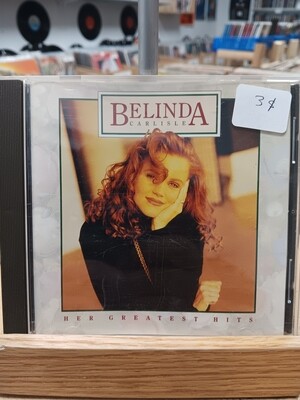 BELINDA
CARLISLE
3¢
HER GREATEST HITS